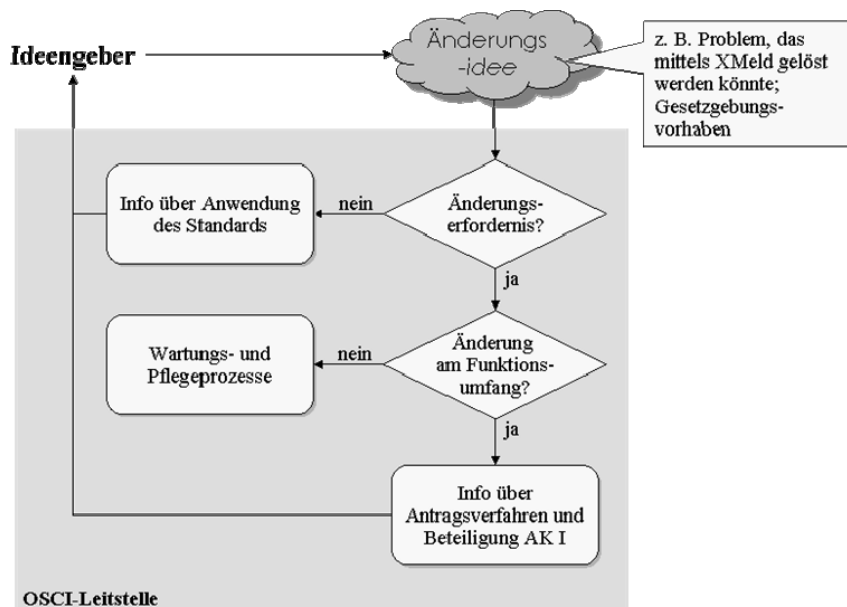 Ideengeber
Änderungs
-idee
z. B. Problem, das
mittels XMeld gelöst
werden könnte;
Gesetzgebungs-
vorhaben
Info über Anwendung
des Standards
nein
Änderungs-
erfordernis?
ja
Wartungs- und
Pflegeprozesse
nein
Änderung
am Funktions-
umfang?
ja
Info über
Antragsverfahren und
Beteiligung AK I
OSCI-Leitstelle